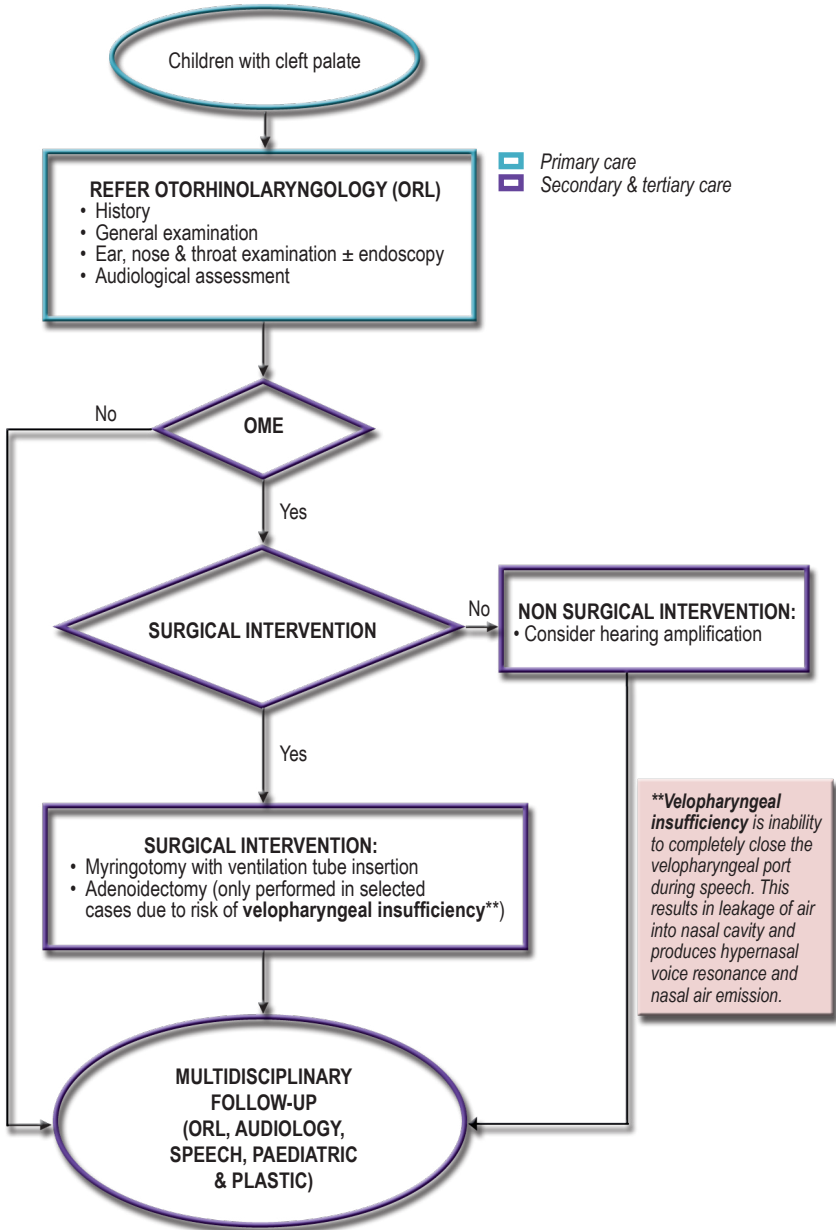 Children with cleft palate
REFER OTORHINOLARYNGOLOGY (ORL)
• History
• General examination
• Ear, nose & throat examination ± endoscopy
• Audiological assessment
Primary care
Secondary & tertiary care
No
OME
Yes
SURGICAL INTERVENTION
No
NON SURGICAL INTERVENTION:
• Consider hearing amplification
Yes
SURGICAL INTERVENTION:
• Myringotomy with ventilation tube insertion
• Adenoidectomy (only performed in selected
cases due to risk of velopharyngeal insufficiency**)
**Velopharyngeal
insufficiency is inability
to completely close the
velopharyngeal port
during speech. This
results in leakage of air
into nasal cavity and
produces hypernasal
voice resonance and
nasal air emission.
MULTIDISCIPLINARY
FOLLOW-UP
(ORL, AUDIOLOGY,
SPEECH, PAEDIATRIC
& PLASTIC)